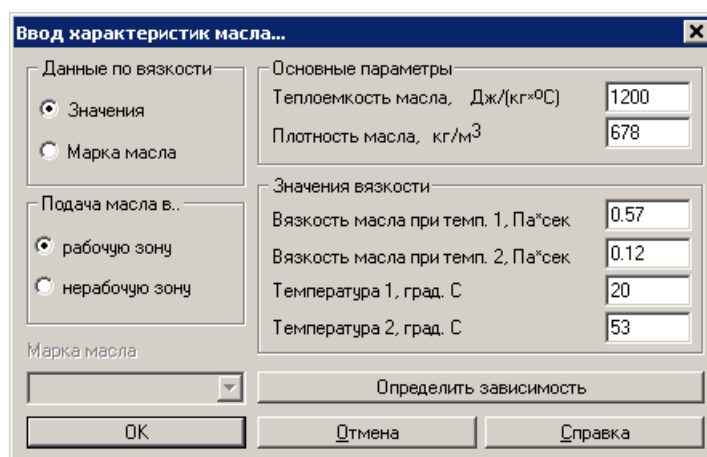 Ввод характеристик масла...
Данные по вязкости
Значения
Марка масла
Подача масла в..
рабочую зону
нерабочую зону
Марка масла
Основные параметры
Теплоемкость масла, Дж/(кг*ºС) 1200
Плотность масла, кг/м³ 678
Значения вязкости
Вязкость масла при темп. 1, Па*сек 0.57
Вязкость масла при темп. 2, Па*сек 0.12
Температура 1, град. С 20
Температура 2, град. С 53
Определить зависимость
ОК Отмена Справка